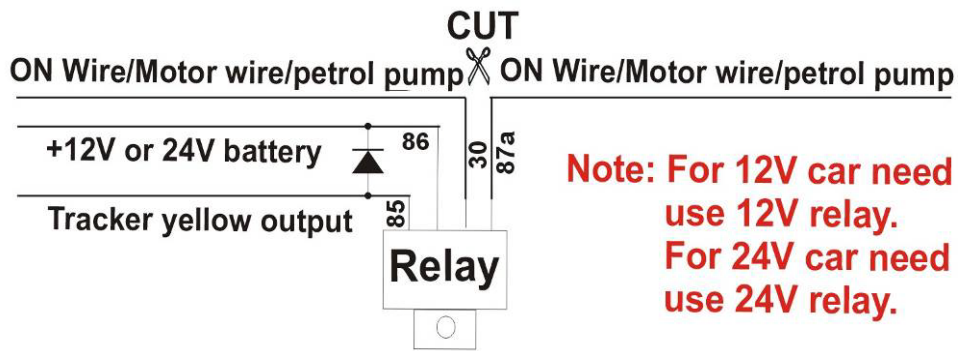 CUT
ON Wire/Motor wire/petrol pump ON Wire/Motor wire/petrol pump
+12V or 24V battery
86
30
87a
Tracker yellow output
85
Relay
Note: For 12V car need
use 12V relay.
For 24V car need
use 24V relay.